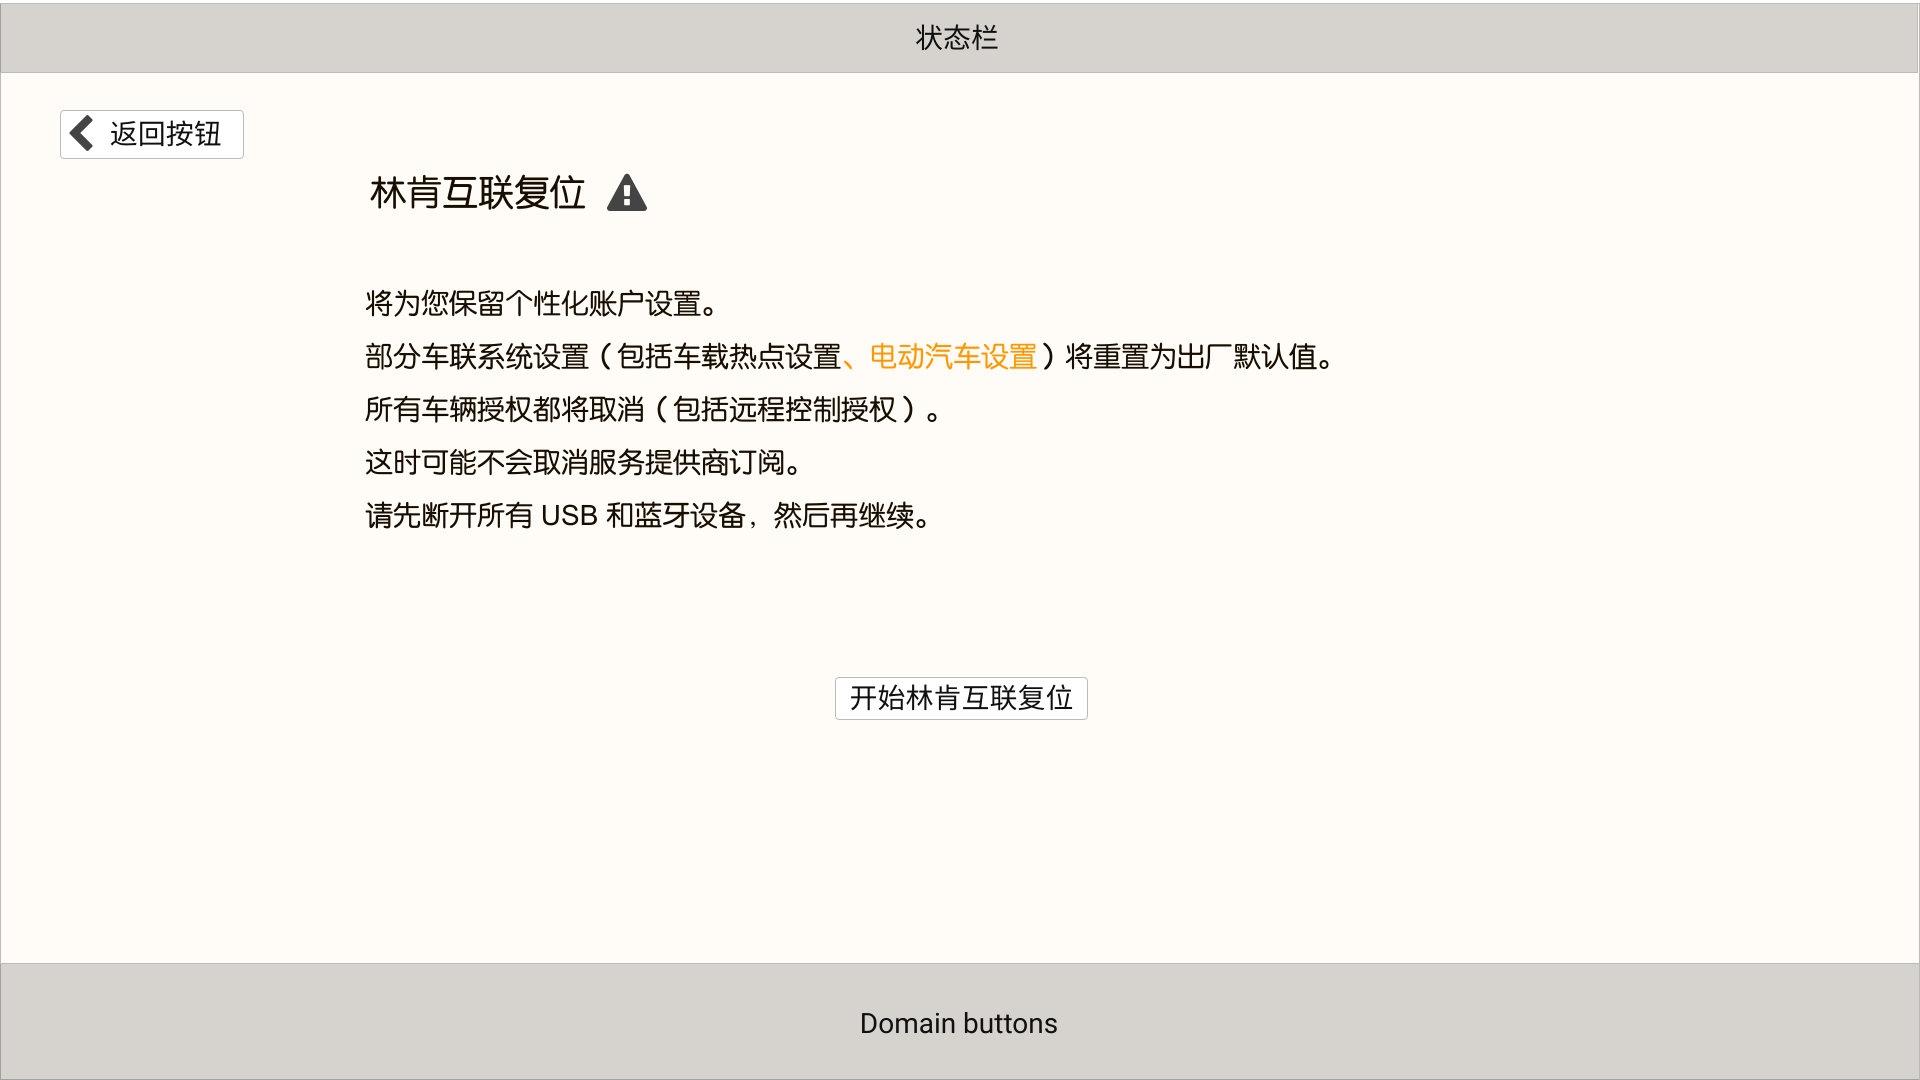 状态栏
返回按钮
林肯互联复位
将为您保留个性化账户设置。
部分车联系统设置（包括车载热点设置、电动汽车设置）将重置为出厂默认值。
所有车辆授权都将取消（包括远程控制授权）。
这时可能不会取消服务提供商订阅。
请先断开所有 USB 和蓝牙设备，然后再继续。
开始林肯互联复位
Domain buttons